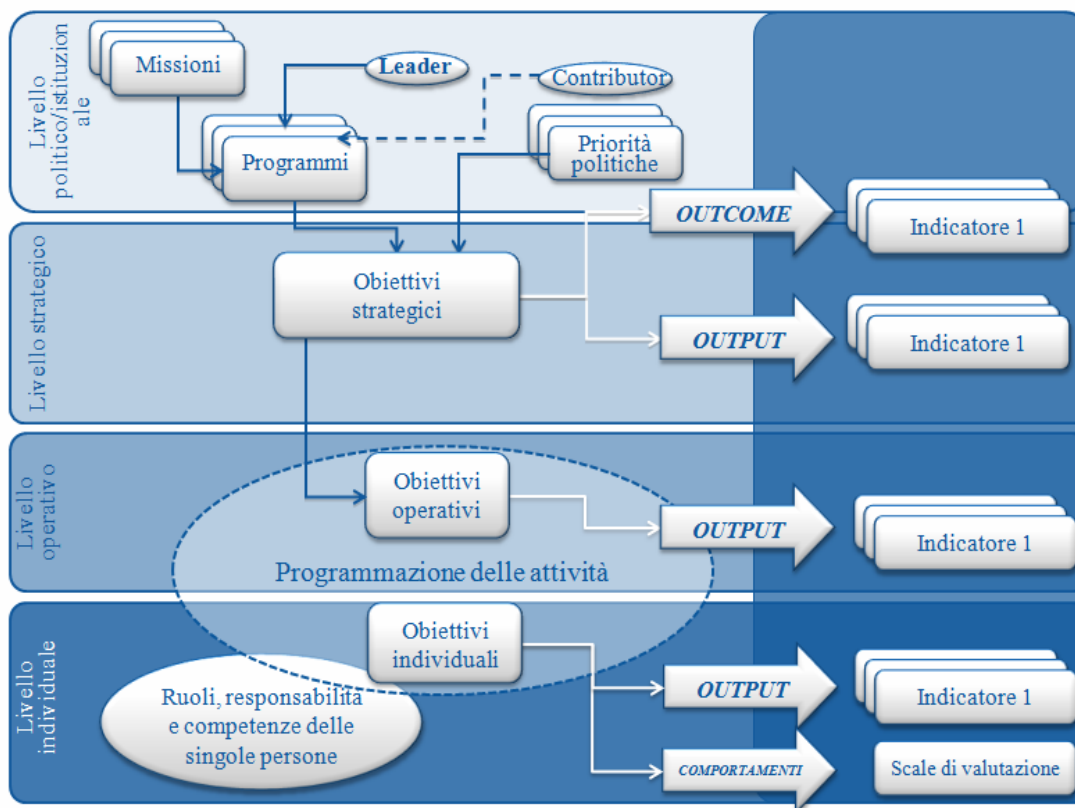 Livello
politico/istituzion
ale
Missioni
Leader
Contributor
Programmi
Priorità
politiche
OUTCOME
Indicatore 1
Livello strategico
Obiettivi
strategici
OUTPUT
Indicatore 1
Livello
operativo
Obiettivi
operativi
OUTPUT
Indicatore 1
Programmazione delle attività
Livello
individuale
Obiettivi
individuali
Ruoli, responsabilità
e competenze delle
singole persone
OUTPUT
Indicatore 1
COMPORTAMENTI
Scale di valutazione